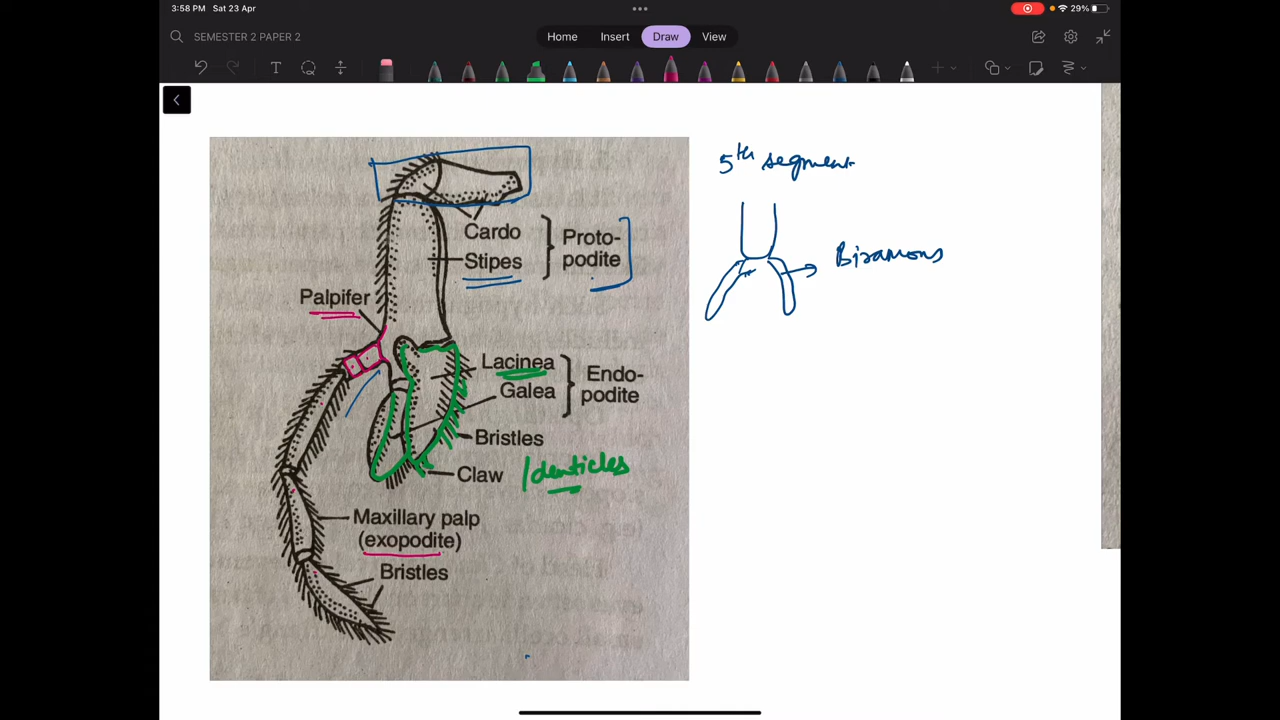 3:58 PM Sat 23 Apr
29%
SEMESTER 2 PAPER 2
Home Insert Draw View
5th segment
Cardo
Stipes
Proto-
podite
Biramous
Palpifer
Lacinea
Galea
Endo-
podite
Bristles
Claw /denticles
Maxillary palp
(exopodite)
Bristles